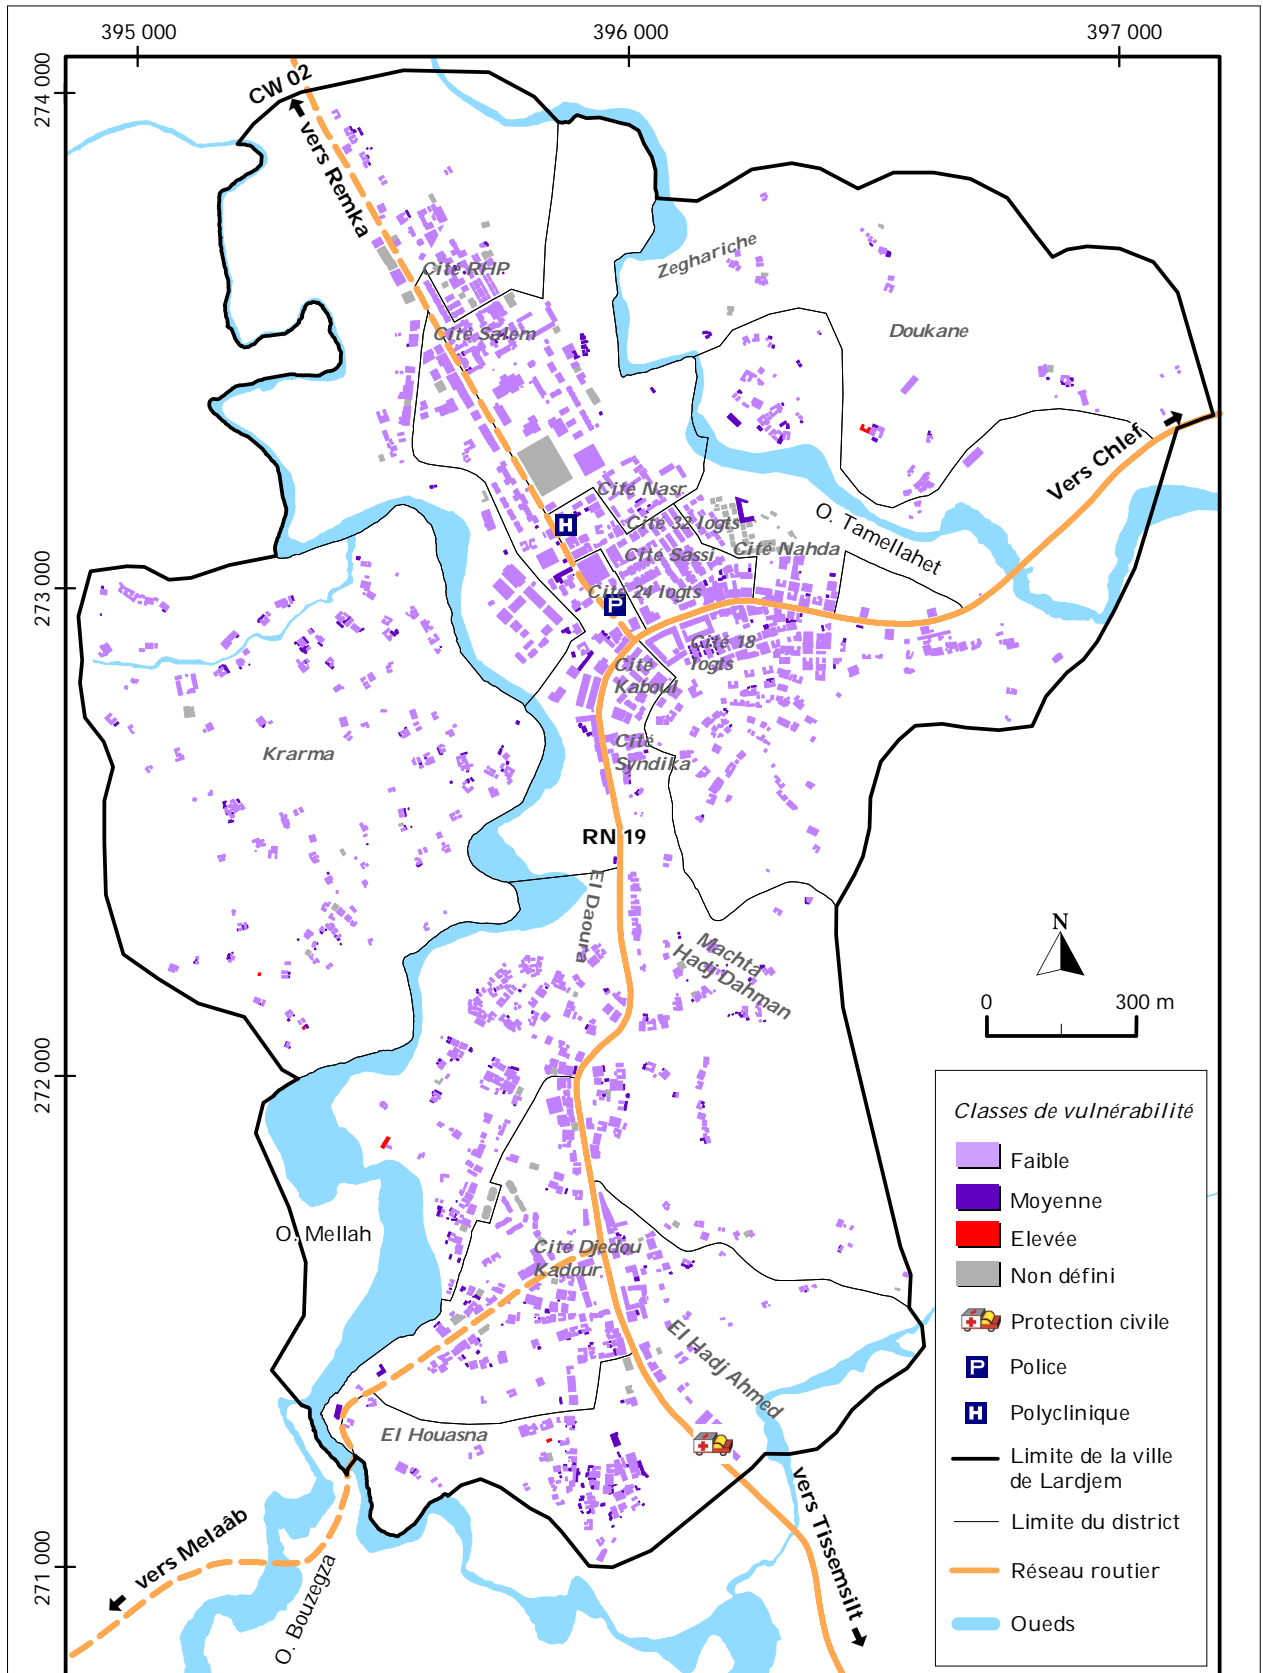 395 000
396 000
397 000
274 000
273 000
272 000
271 000
CW 02
vers Remka
Cité RHP
Cité Salem
Zeghariche
Doukane
Vers Chlef
Cité Nasr
Cité 32 logts
Cité Sassi
Cité Nahda
O. Tamellahet
H
Cité 24 logts
P
Cité 18
logts
Cité
Kaboul
Cité
Syndika
Krarma
RN 19
El Daoura
Machta
Hadj Dahman
O. Mellah
Cité Djedou
Kadour
El Hadj Ahmed
El Houasna
vers Melaâb
O. Bouzegza
vers Tissemsilt
N
0
300 m
Classes de vulnérabilité
Faible
Moyenne
Elevée
Non défini
Protection civile
P
Police
H
Polyclinique
Limite de la ville
de Lardjem
Limite du district
Réseau routier
Oueds